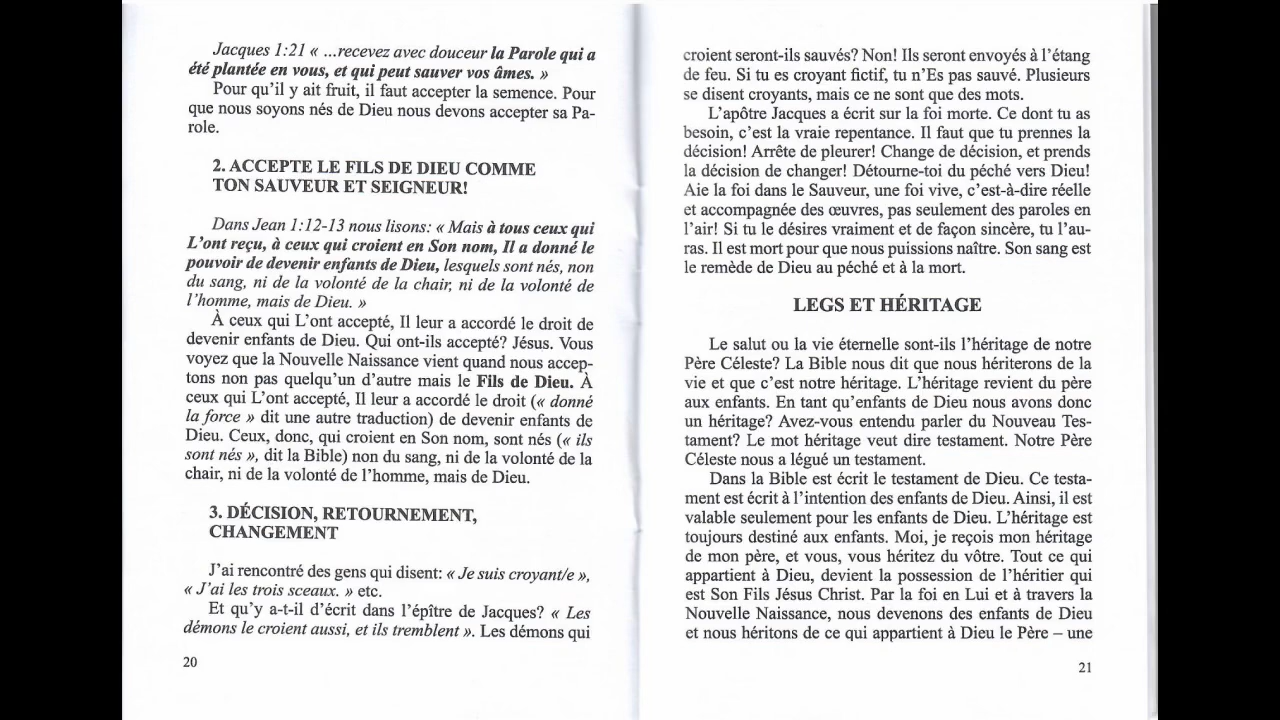 Jacques 1:21 « ...recevez avec douceur la Parole qui a
été plantée en vous, et qui peut sauver vos âmes. »
Pour qu’il y ait fruit, il faut accepter la semence. Pour
que nous soyons nés de Dieu nous devons accepter sa Pa-
role.
2. ACCEPTE LE FILS DE DIEU COMME
TON SAUVEUR ET SEIGNEUR!
Dans Jean 1:12-13 nous lisons: « Mais à tous ceux qui
L’ont reçu, à ceux qui croient en Son nom, Il a donné le
pouvoir de devenir enfants de Dieu, lesquels sont nés, non
du sang, ni de la volonté de la chair, ni de la volonté de
l’homme, mais de Dieu. »
À ceux qui L’ont accepté, Il leur a accordé le droit de
devenir enfants de Dieu. Qui ont-ils accepté? Jésus. Vous
voyez que la Nouvelle Naissance vient quand nous accep-
tons non pas quelqu’un d’autre mais le Fils de Dieu. À
ceux qui L’ont accepté, Il leur a accordé le droit (« donné
la force » dit une autre traduction) de devenir enfants de
Dieu. Ceux, donc, qui croient en Son nom, sont nés (« ils
sont nés », dit la Bible) non du sang, ni de la volonté de la
chair, ni de la volonté de l’homme, mais de Dieu.
3. DÉCISION, RETOURNEMENT,
CHANGEMENT
J’ai rencontré des gens qui disent: « Je suis croyant/e »,
« J’ai les trois sceaux. » etc.
Et qu’y a-t-il d’écrit dans l’épître de Jacques? « Les
démons le croient aussi, et ils tremblent ». Les démons qui
20
croient seront-ils sauvés? Non! Ils seront envoyés à l’étang
de feu. Si tu es croyant fictif, tu n’Es pas sauvé. Plusieurs
se disent croyants, mais ce ne sont que des mots.
L’apôtre Jacques a écrit sur la foi morte. Ce dont tu as
besoin, c’est la vraie repentance. Il faut que tu prennes la
décision! Arrête de pleurer! Change de décision, et prends
la décision de changer! Détourne-toi du péché vers Dieu!
Aie la foi dans le Sauveur, une foi vive, c’est-à-dire réelle
et accompagnée des œuvres, pas seulement des paroles en
l’air! Si tu le désires vraiment et de façon sincère, tu l’au-
ras. Il est mort pour que nous puissions naître. Son sang est
le remède de Dieu au péché et à la mort.
LEGS ET HÉRITAGE
Le salut ou la vie éternelle sont-ils l’héritage de notre
Père Céleste? La Bible nous dit que nous hériterons de la
vie et que c’est notre héritage. L’héritage revient du père
aux enfants. En tant qu’enfants de Dieu nous avons donc
un héritage? Avez-vous entendu parler du Nouveau Tes-
tament? Le mot héritage veut dire testament. Notre Père
Céleste nous a légué un testament.
Dans la Bible est écrit le testament de Dieu. Ce testa-
ment est écrit à l’intention des enfants de Dieu. Ainsi, il est
valable seulement pour les enfants de Dieu. L’héritage est
toujours destiné aux enfants. Moi, je reçois mon héritage
de mon père, et vous, vous héritez du vôtre. Tout ce qui
appartient à Dieu, devient la possession de l’héritier qui
est Son Fils Jésus Christ. Par la foi en Lui et à travers la
Nouvelle Naissance, nous devenons des enfants de Dieu
et nous héritons de ce qui appartient à Dieu le Père – une
21